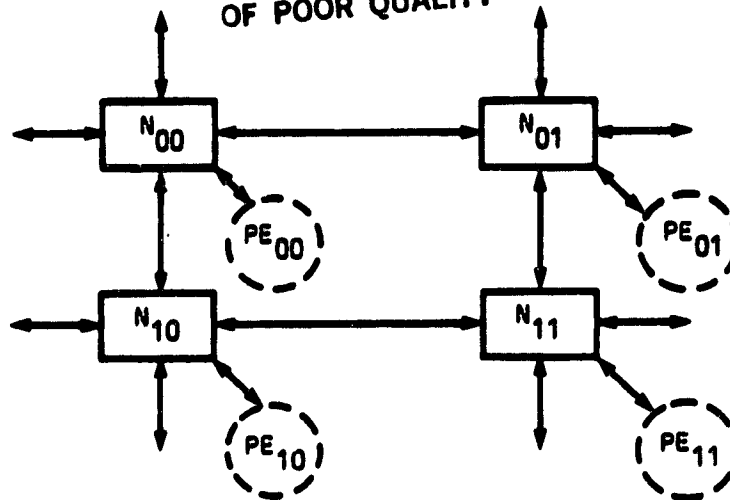 OF POOR QUALITY
N00 N01
PE00 PE01
N10 N11
PE10 PE11